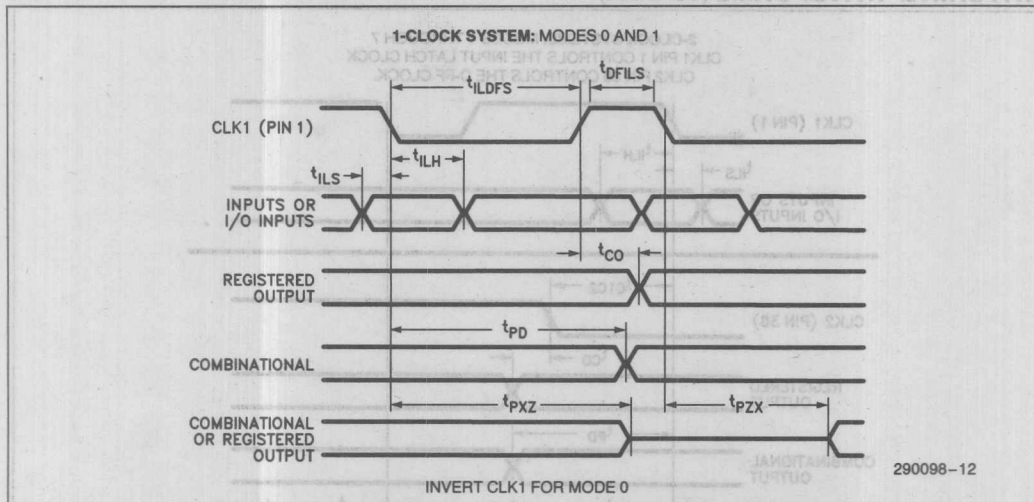 1-CLOCK SYSTEM: MODES 0 AND 1
tILDFS
tDFILS
CLK1 (PIN 1)
tILH
tILS
INPUTS OR
I/O INPUTS
tCO
REGISTERED
OUTPUT
tPD
COMBINATIONAL
tPXZ
tPZX
COMBINATIONAL
OR REGISTERED
OUTPUT
290098–12
INVERT CLK1 FOR MODE 0